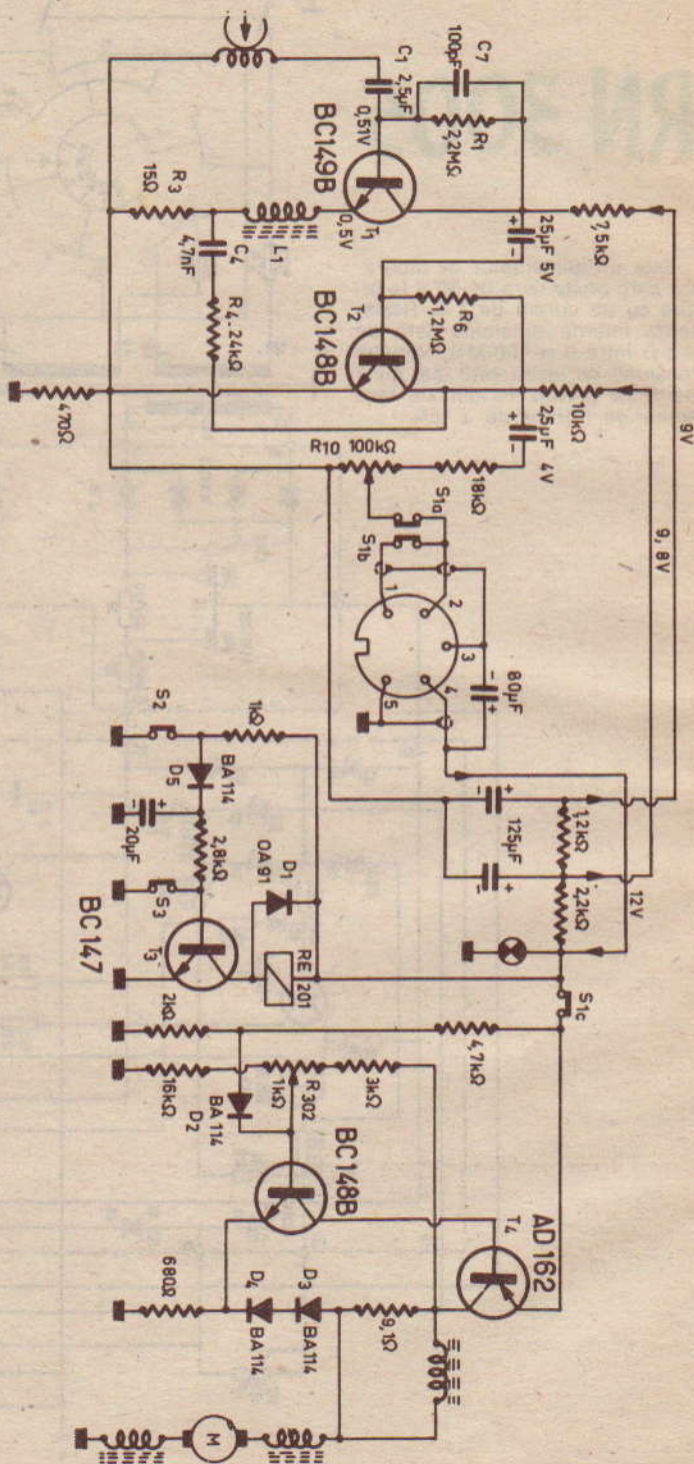 C7
100pF
C1 2,5µF
R1
2,2MΩ
0,51V
BC149B
T1
0,5V
7,5kΩ
25µF 5V
L1
R3
15Ω
C4
4,7nF
R4.24kΩ
T2
R6
1,2MΩ
BC148B
10kΩ
2,5µF 4V
470Ω
R10 100kΩ
18kΩ
S1a
S1b
1
2
3
4
5
80µF
9V
9,8V
12V
125µF
1,2kΩ
2,2kΩ
S1c
S2
1kΩ
BA114
D5
20µF
2,8kΩ
S3
D1
OA91
RE
201
T3
BC147
2kΩ
4,7kΩ
16kΩ
1kΩ
R302
3kΩ
BA114
D2
BC148B
T4
AD162
680Ω
D4
BA114
D3
BA114
9,1Ω
M